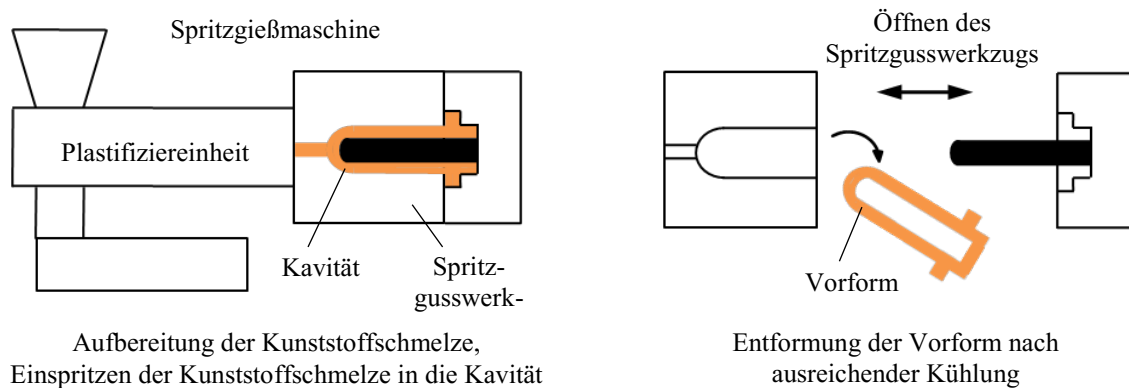 Spritzgießmaschine
Plastifiziereinheit
Kavität
Spritz-
gusswerk-
Aufbereitung der Kunststoffschmelze,
Einspritzen der Kunststoffschmelze in die Kavität
Öffnen des
Spritzgusswerkzugs
Vorform
Entformung der Vorform nach
ausreichender Kühlung